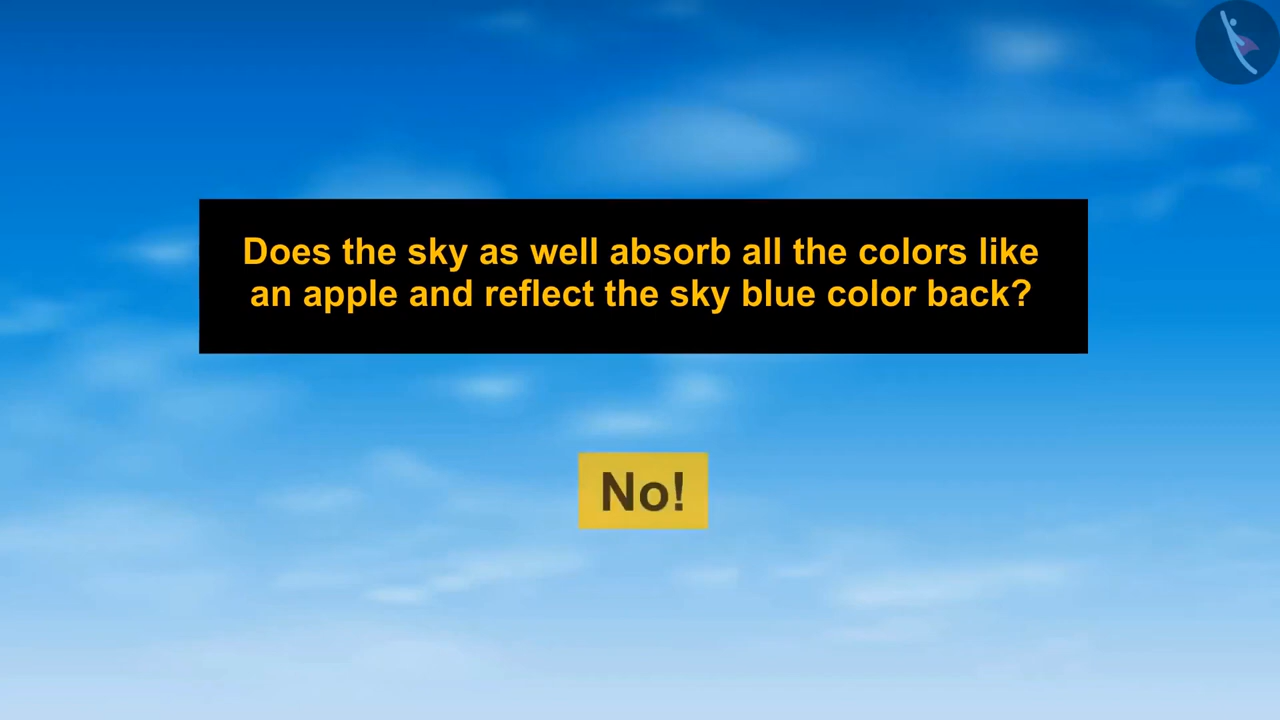 Does the sky as well absorb all the colors like
an apple and reflect the sky blue color back?
No!